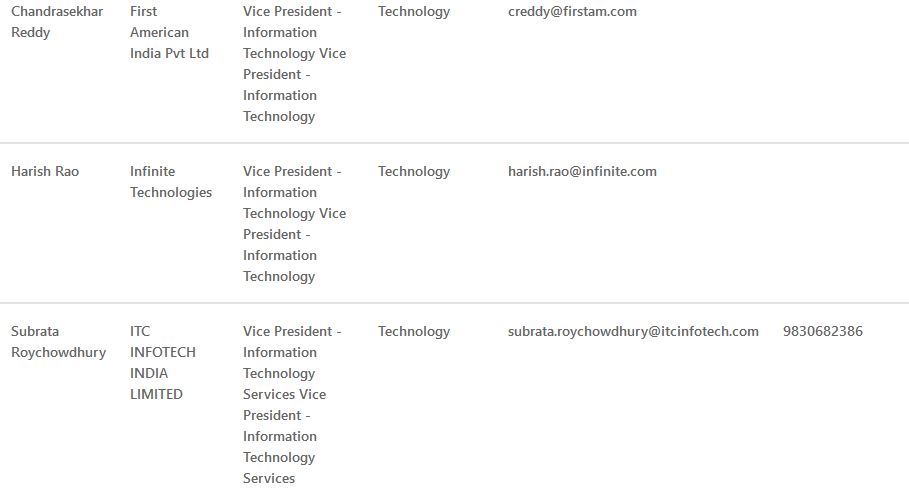 Chandrasekhar First Vice President - Technology creddy@firstam.com
Reddy American Information
India Pvt Ltd Technology Vice
President -
Information
Technology
Harish Rao Infinite Vice President - Technology harish.rao@infinite.com
Technologies Information
Technology Vice
President -
Information
Technology
Subrata ITC Vice President - Technology subrata.roychowdhury@itcinfotech.com 9830682386
Roychowdhury INFOTECH Information
INDIA Technology
LIMITED Services Vice
President -
Information
Technology
Services